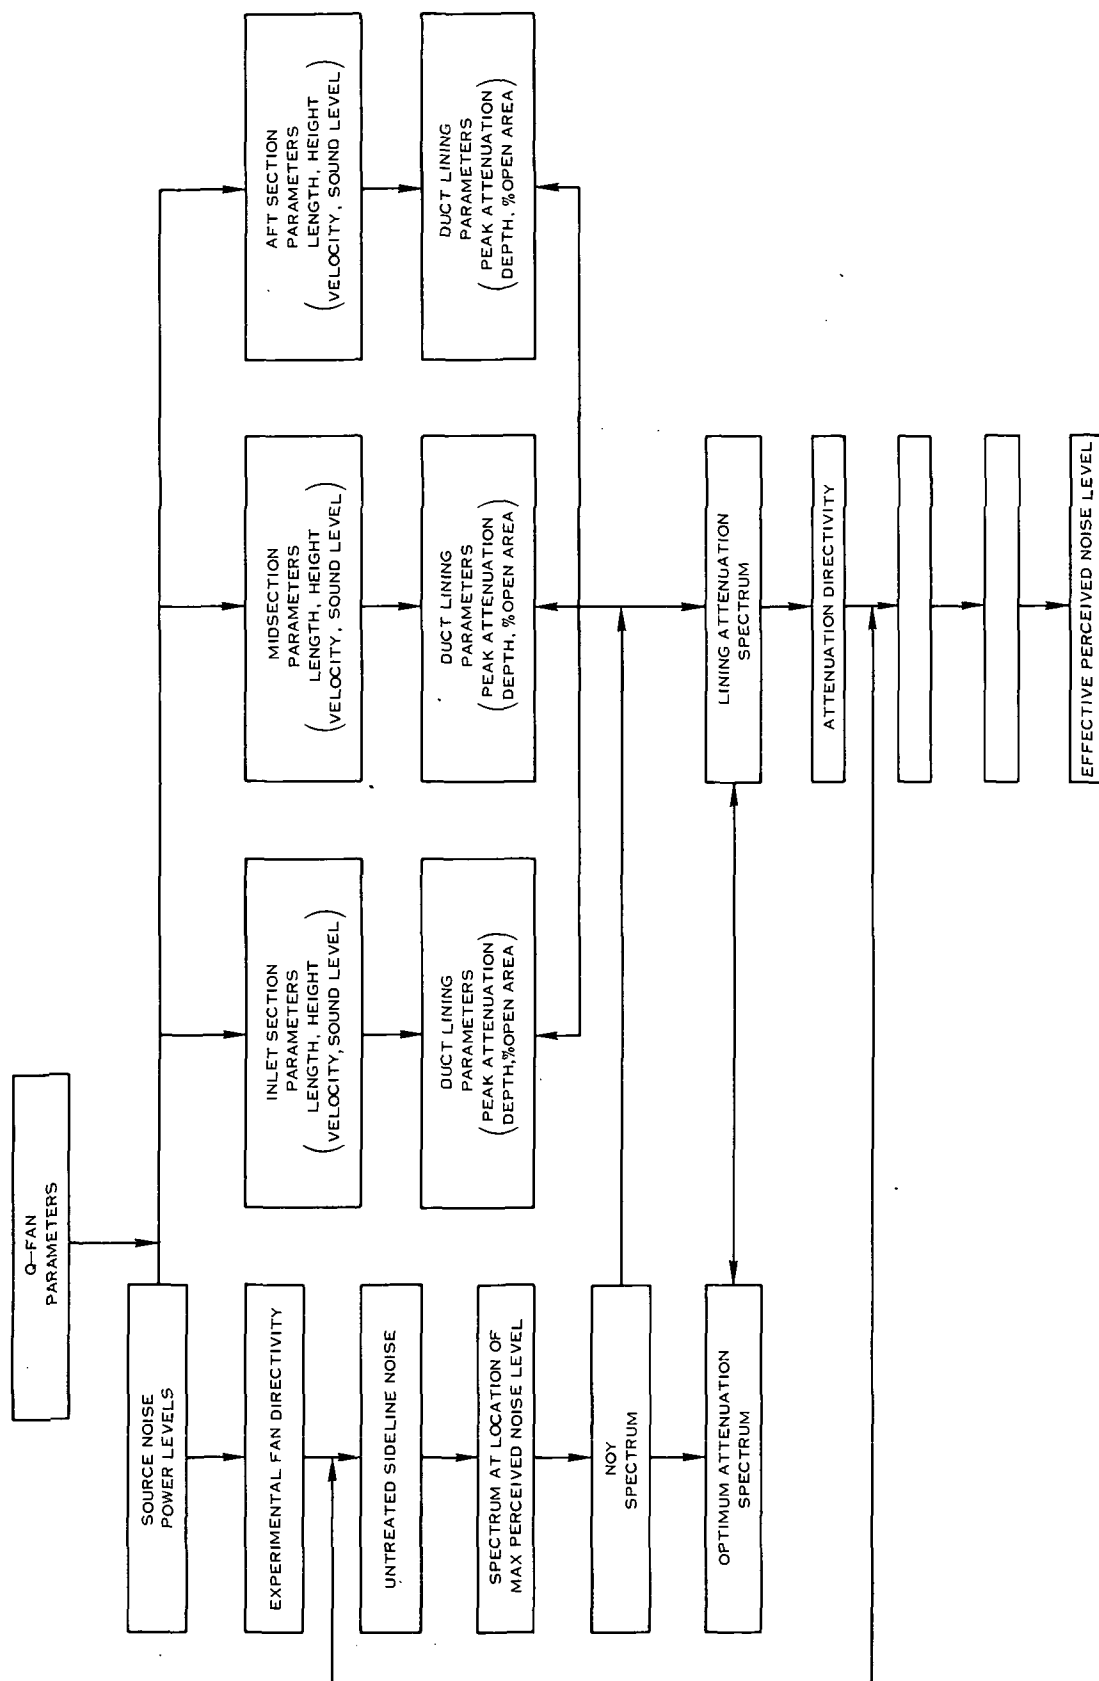 Q—FAN
PARAMETERS
SOURCE NOISE
POWER LEVELS
EXPERIMENTAL FAN DIRECTIVITY
UNTREATED SIDELINE NOISE
SPECTRUM AT LOCATION OF
MAX PERCEIVED NOISE LEVEL
NOY
SPECTRUM
OPTIMUM ATTENUATION
SPECTRUM
INLET SECTION
PARAMETERS
(LENGTH, HEIGHT
VELOCITY, SOUND LEVEL)
DUCT LINING
PARAMETERS
(PEAK ATTENUATION
DEPTH, %OPEN AREA)
MIDSECTION
PARAMETERS
(LENGTH, HEIGHT
VELOCITY, SOUND LEVEL)
DUCT LINING
PARAMETERS
(PEAK ATTENUATION
DEPTH, %OPEN AREA)
AFT SECTION
PARAMETERS
(LENGTH, HEIGHT
VELOCITY, SOUND LEVEL)
DUCT LINING
PARAMETERS
(PEAK ATTENUATION
DEPTH, %OPEN AREA)
LINING ATTENUATION
SPECTRUM
ATTENUATION DIRECTIVITY
EFFECTIVE PERCEIVED NOISE LEVEL